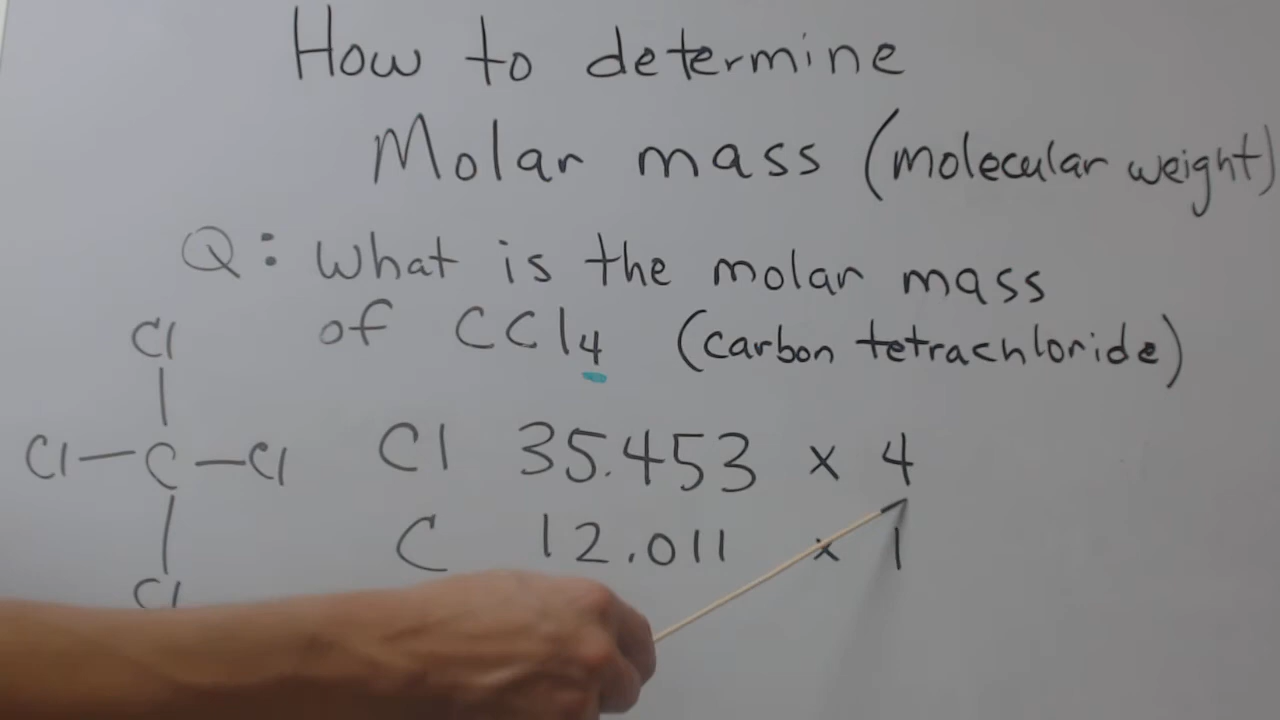 How to determine
Molar mass (molecular weight)
Q: What is the molar mass
of CCl4 (carbon tetrachloride)
Cl
Cl—C—Cl
Cl
Cl 35.453 x 4
C 12.011 x 1